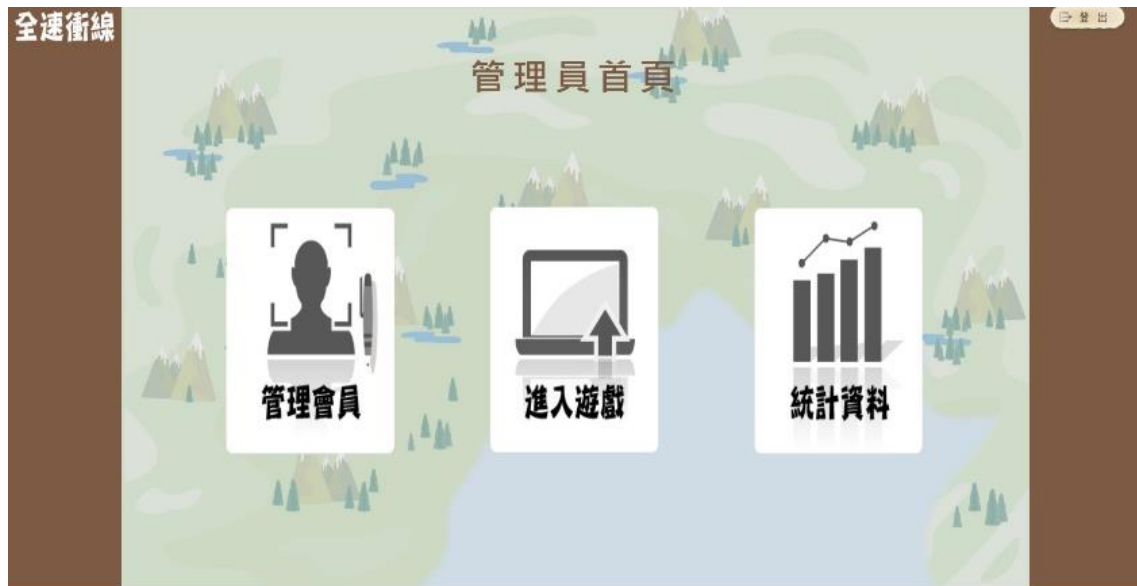 全速衝線
登出
管理員首頁
管理會員
進入遊戲
統計資料